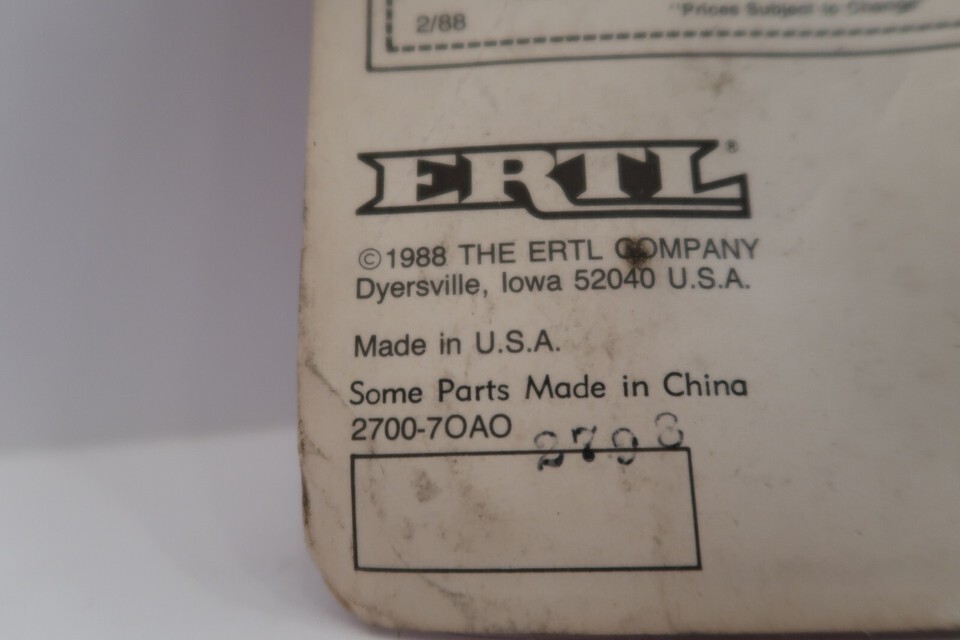 2/88
"Prices Subject to Change"
ERTL®
©1988 THE ERTL COMPANY
Dyersville, Iowa 52040 U.S.A.
Made in U.S.A.
Some Parts Made in China
2700-7OAO
2793